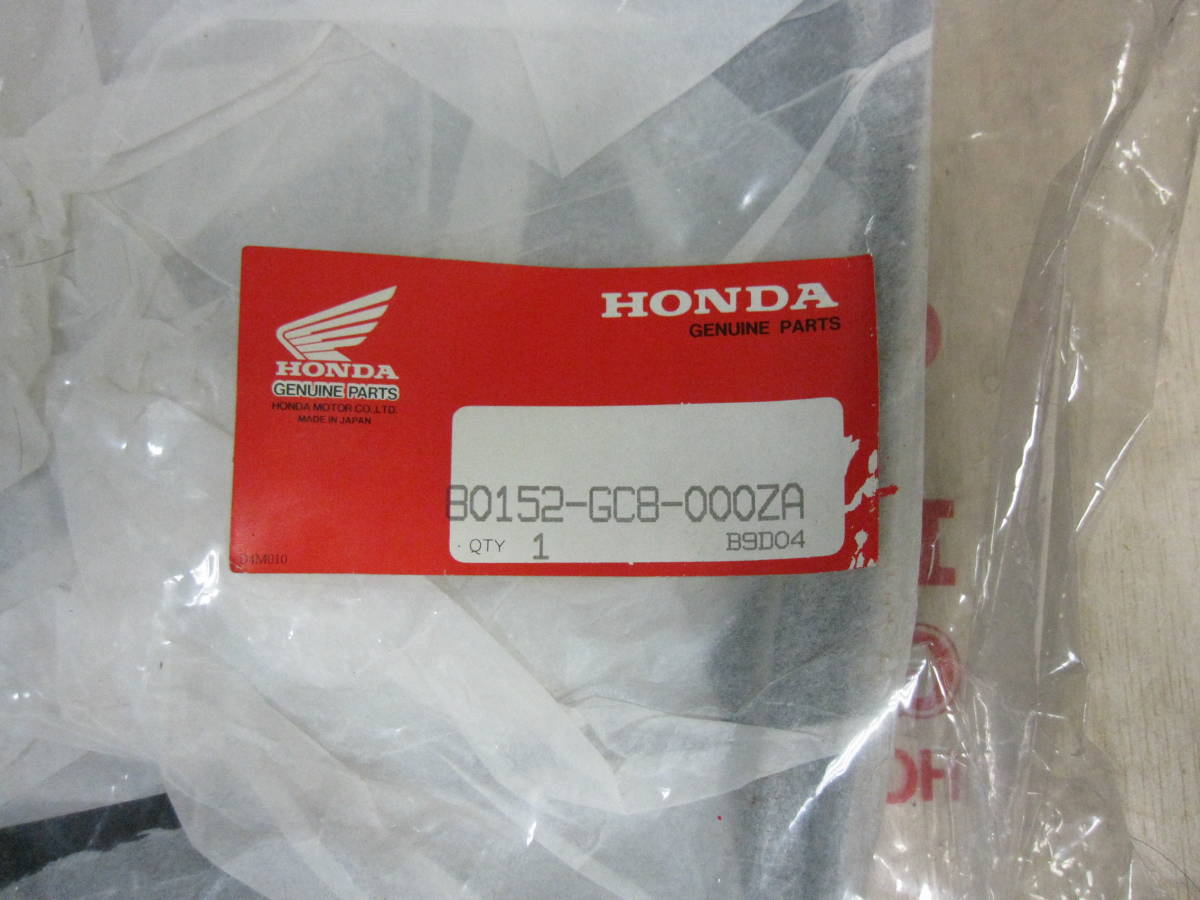 HONDA
GENUINE PARTS
HONDA
GENUINE PARTS
HONDA MOTOR CO.,LTD.
MADE IN JAPAN
80152-GC8-000ZA
QTY 1 B9D04
04M010
HO